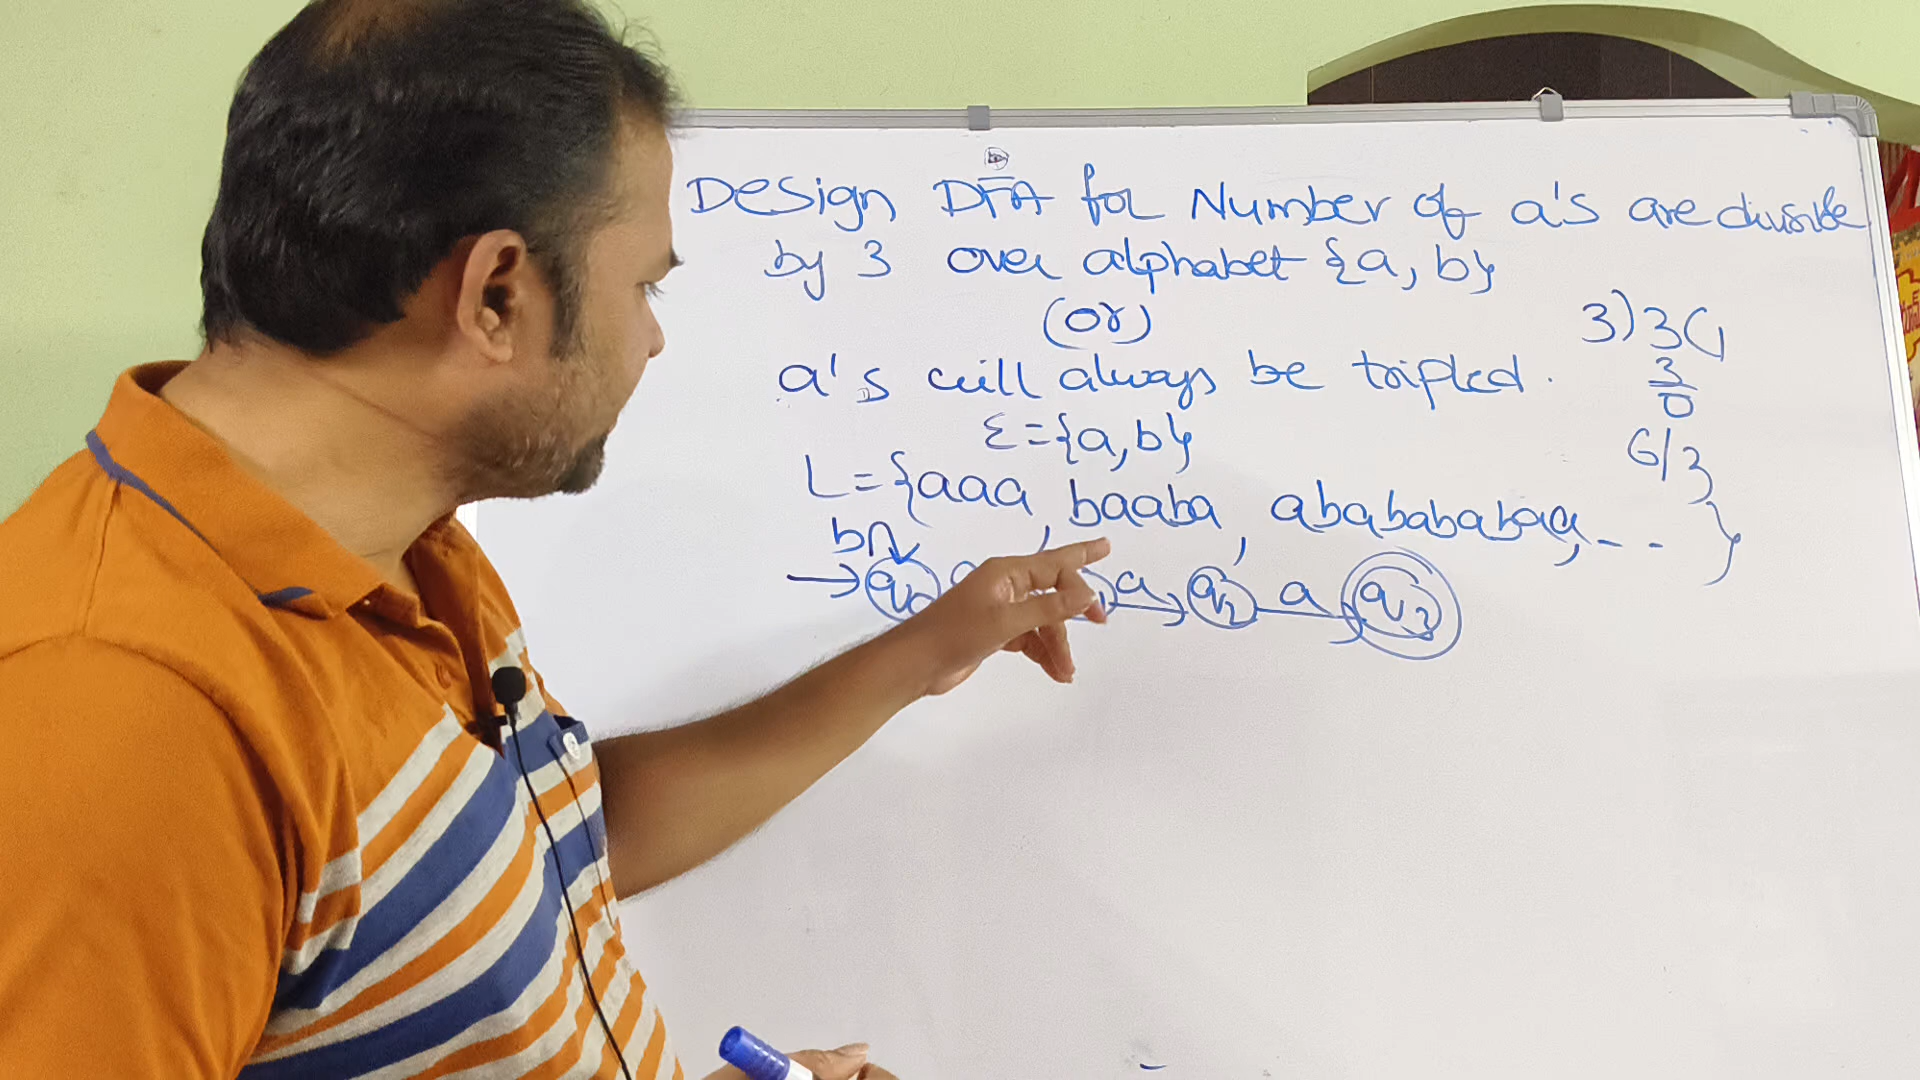 Design DFA for Number of a's are divisible
by 3 over alphabet {a, b}
(or)
a's will always be tripled.
Σ={a,b}
L={aaa, baaba, ababababaa, - - }
3)3(1
3
0
6/3
b
→ q0 a, q2 a q3